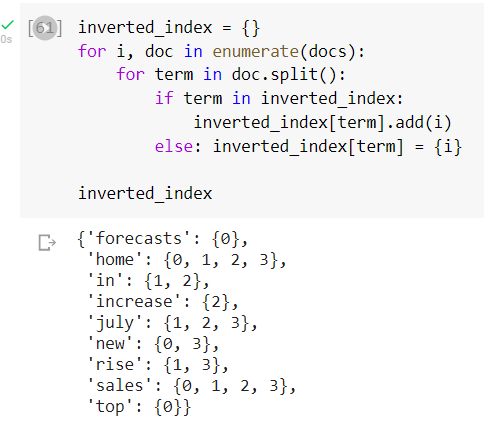 [61] inverted_index = {}
for i, doc in enumerate(docs):
    for term in doc.split():
        if term in inverted_index:
            inverted_index[term].add(i)
        else: inverted_index[term] = {i}
inverted_index
0s
{'forecasts': {0},
 'home': {0, 1, 2, 3},
 'in': {1, 2},
 'increase': {2},
 'july': {1, 2, 3},
 'new': {0, 3},
 'rise': {1, 3},
 'sales': {0, 1, 2, 3},
 'top': {0}}